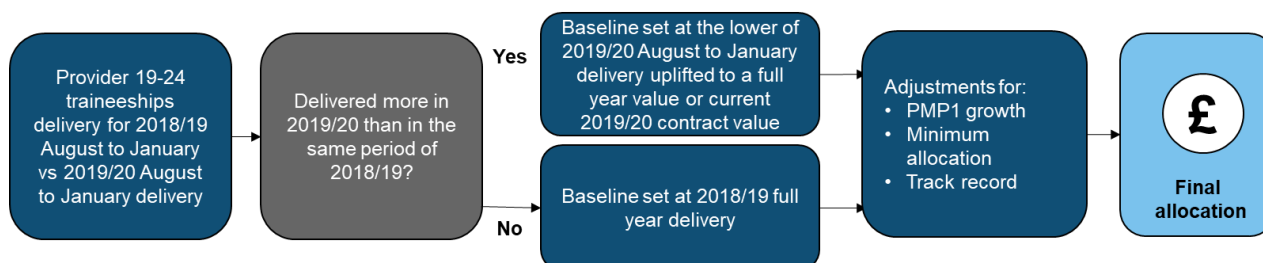 Provider 19-24
traineeships
delivery for 2018/19
August to January
vs 2019/20 August
to January delivery
Delivered more in
2019/20 than in the
same period of
2018/19?
Yes
Baseline set at the lower of
2019/20 August to January
delivery uplifted to a full
year value or current
2019/20 contract value
No
Baseline set at 2018/19 full
year delivery
Adjustments for:
• PMP1 growth
• Minimum
allocation
• Track record
£
Final
allocation